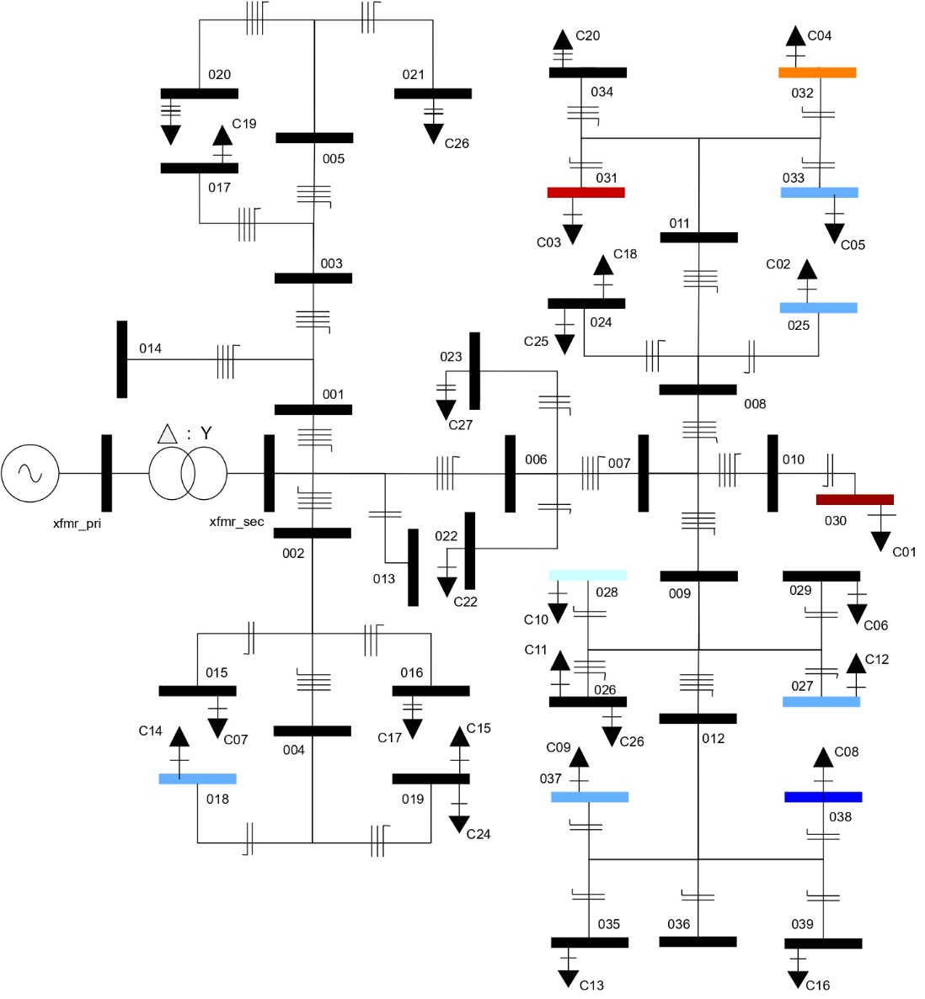 C20
C04
020
021
034
032
C19
C26
005
017
031
033
011
C03
C05
003
C18
C02
024
025
C25
014
023
001
008
C27
△ : Y
006
007
010
xfmr_pri
xfmr_sec
030
002
022
C01
013
C22
028
009
029
C10
C06
C11
C12
015
016
026
027
C14
C07
C17
C15
004
C26
012
C09
C08
037
018
019
038
C24
035
036
039
C13
C16